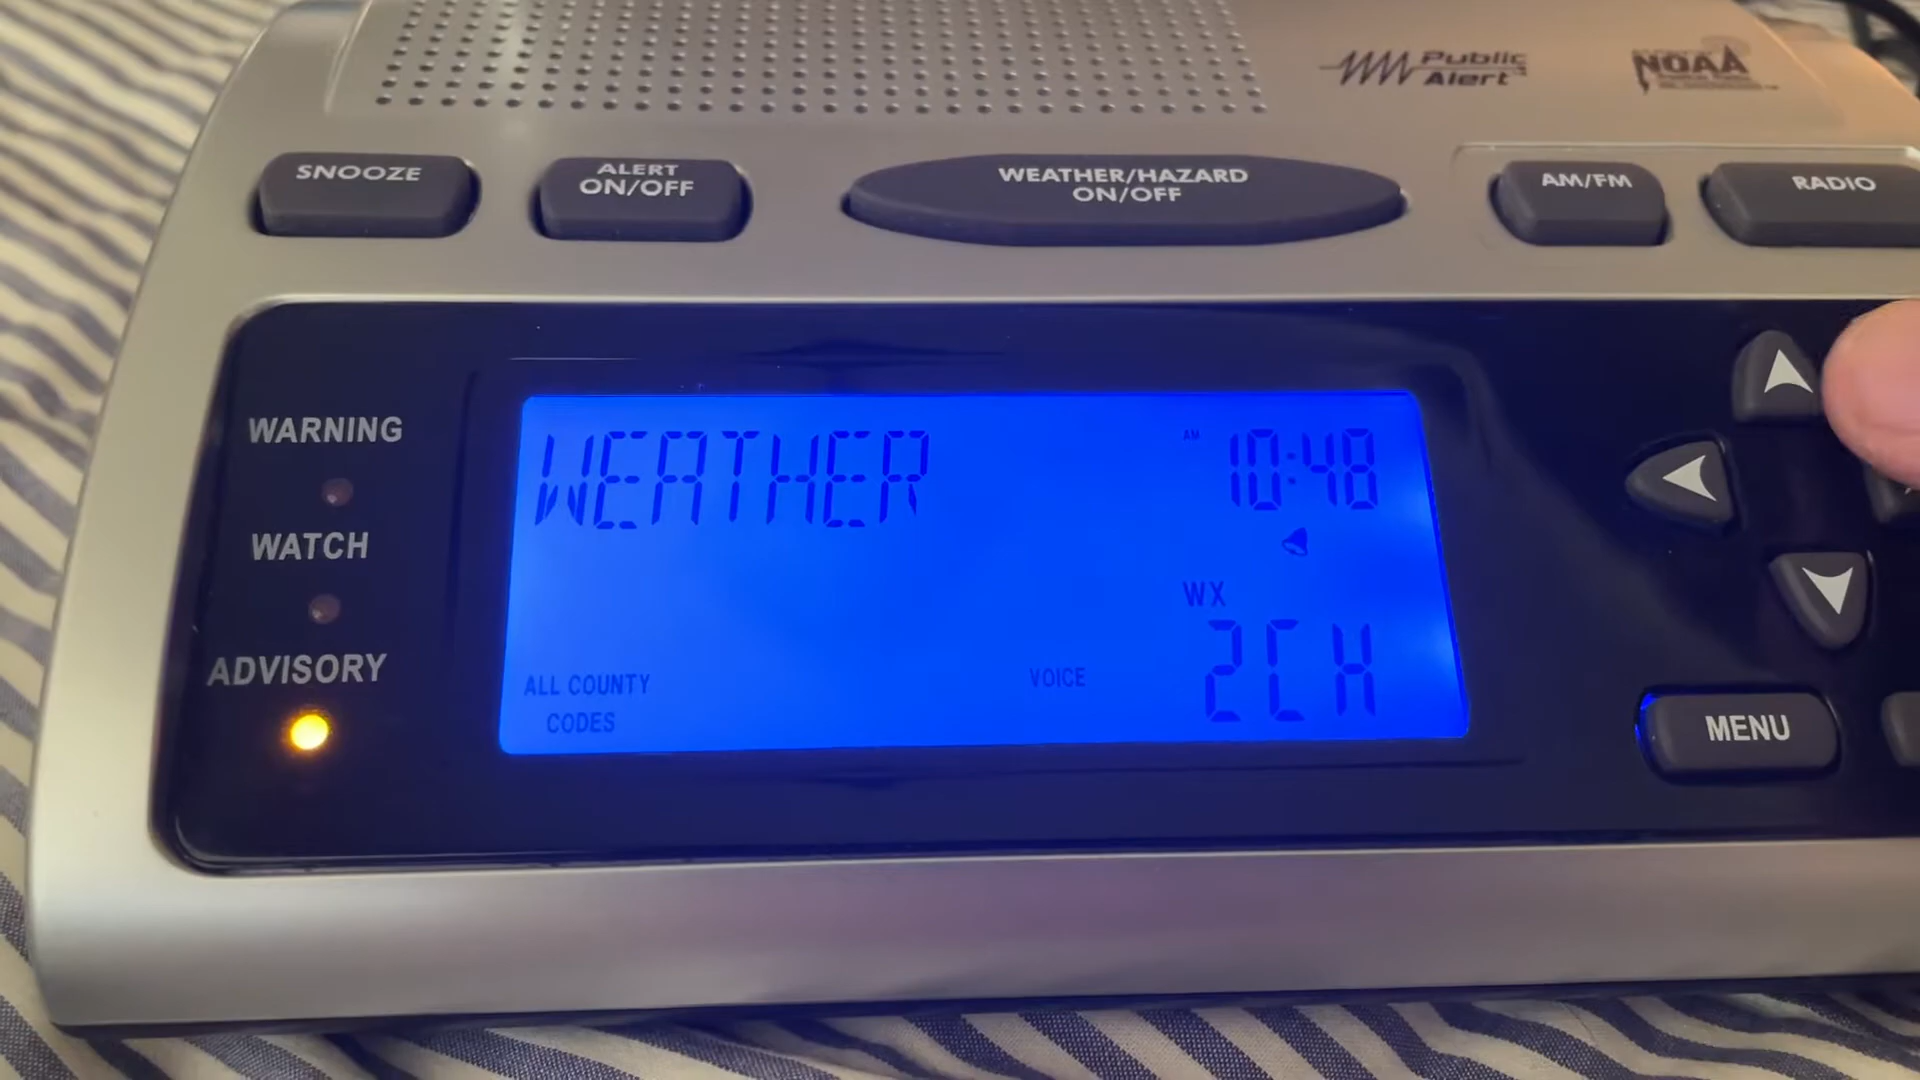 Public
Alert
NOAA
SNOOZE
ALERT
ON/OFF
WEATHER/HAZARD
ON/OFF
AM/FM
RADIO
WARNING
WATCH
ADVISORY
WEATHER
AM 10:48
WX
2CH
ALL COUNTY
CODES
VOICE
MENU